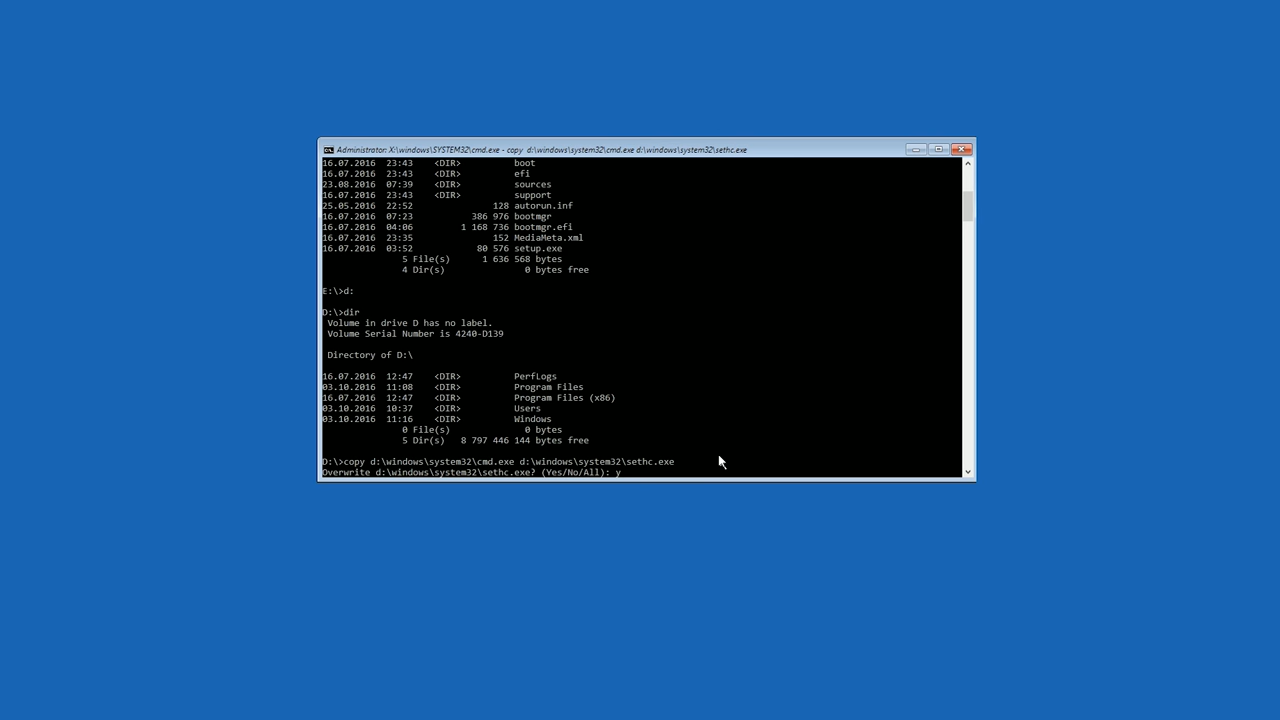 Administrator: X:\windows\SYSTEM32\cmd.exe - copy  d:\windows\system32\cmd.exe d:\windows\system32\sethc.exe
16.07.2016  23:43    <DIR>          boot
16.07.2016  23:43    <DIR>          efi
23.08.2016  07:39    <DIR>          sources
16.07.2016  23:43    <DIR>          support
25.05.2016  22:52               128 autorun.inf
16.07.2016  07:23           386 976 bootmgr
16.07.2016  04:06         1 168 736 bootmgr.efi
16.07.2016  23:35               152 MediaMeta.xml
16.07.2016  03:52            80 576 setup.exe
               5 File(s)      1 636 568 bytes
               4 Dir(s)               0 bytes free
E:\>d:
D:\>dir
 Volume in drive D has no label.
 Volume Serial Number is 4240-D139
 Directory of D:\
16.07.2016  12:47    <DIR>          PerfLogs
03.10.2016  11:08    <DIR>          Program Files
16.07.2016  12:47    <DIR>          Program Files (x86)
03.10.2016  10:37    <DIR>          Users
03.10.2016  11:16    <DIR>          Windows
               0 File(s)              0 bytes
               5 Dir(s)   8 797 446 144 bytes free
D:\>copy d:\windows\system32\cmd.exe d:\windows\system32\sethc.exe
Overwrite d:\windows\system32\sethc.exe? (Yes/No/All): y